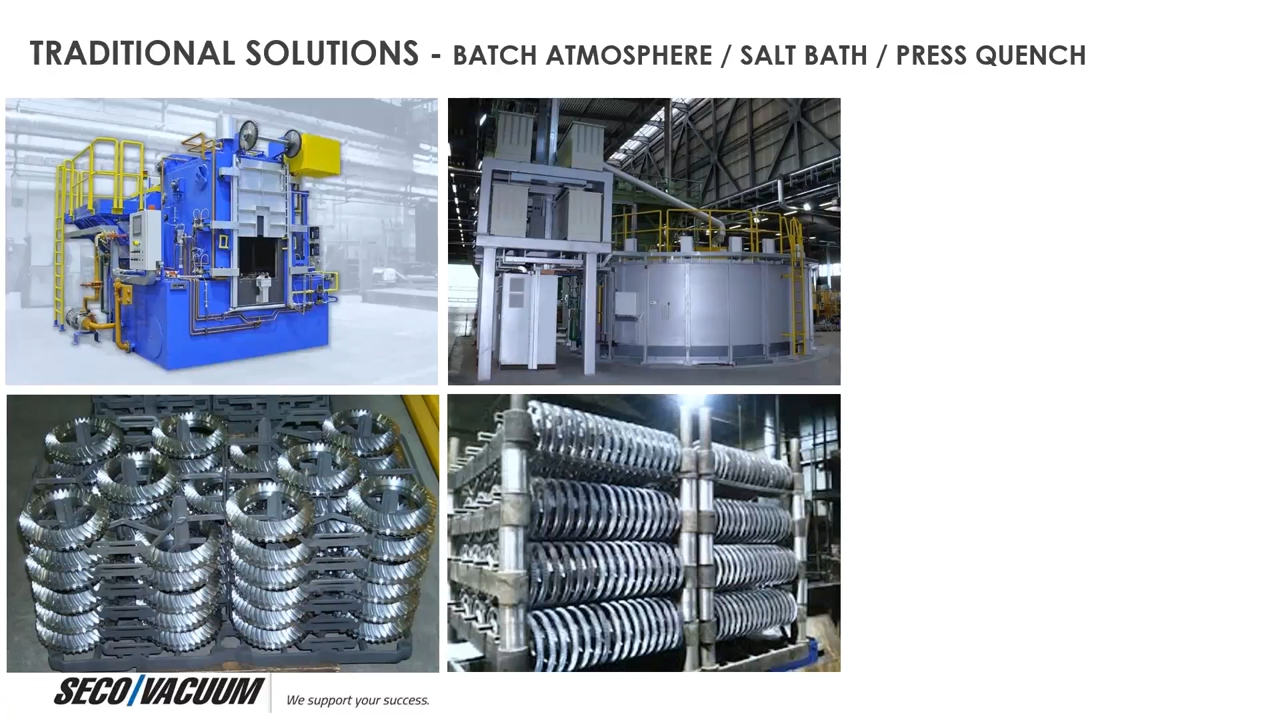 TRADITIONAL SOLUTIONS - BATCH ATMOSPHERE / SALT BATH / PRESS QUENCH
SECO/VACUUM
We support your success.